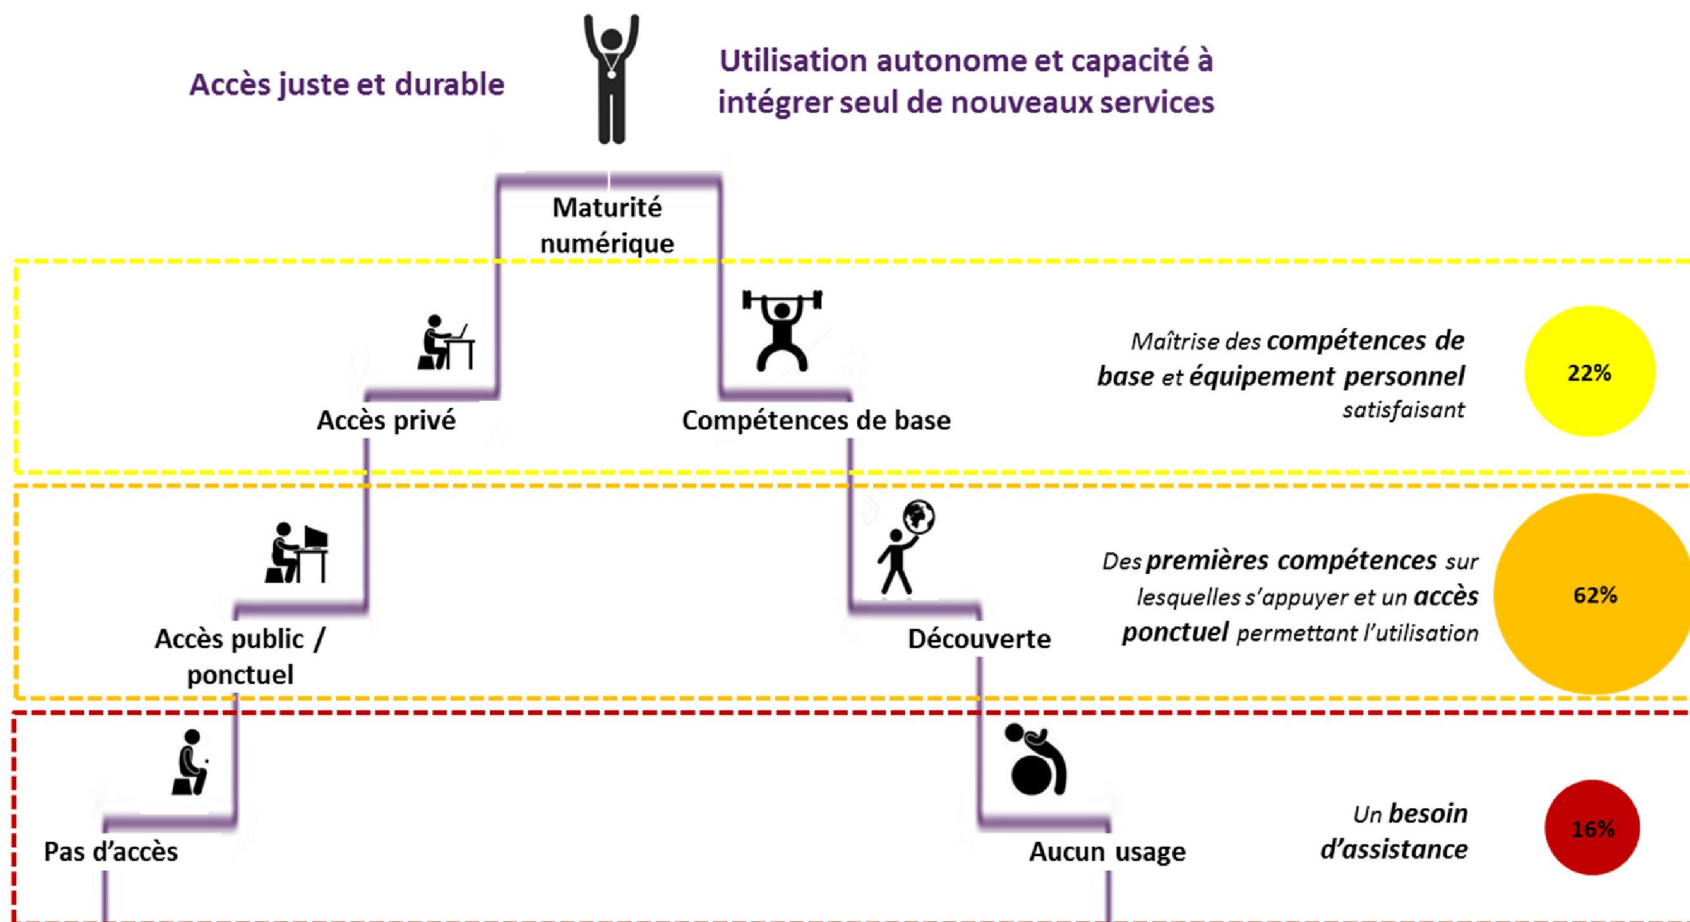 Accès juste et durable
Utilisation autonome et capacité à
intégrer seul de nouveaux services
Maturité
numérique
Accès privé
Compétences de base
Maîtrise des compétences de
base et équipement personnel
satisfaisant
22%
Accès public /
ponctuel
Découverte
Des premières compétences sur
lesquelles s’appuyer et un accès
ponctuel permettant l’utilisation
62%
Pas d’accès
Aucun usage
Un besoin
d’assistance
16%